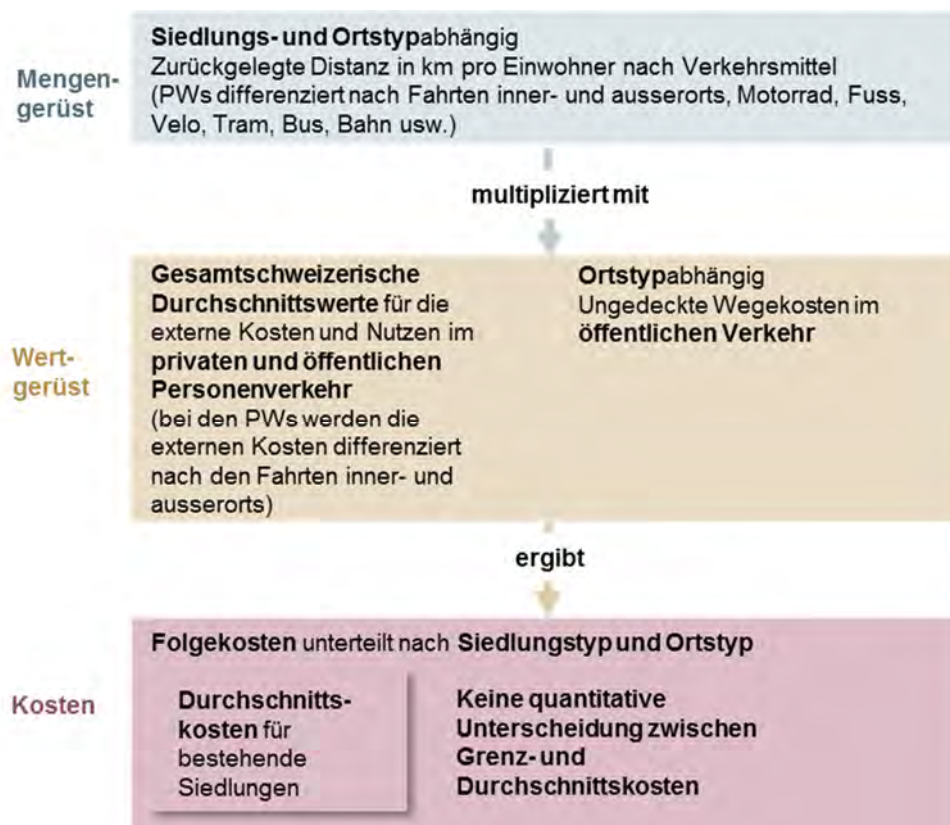 Mengen-
gerüst
Siedlungs- und Ortstypabhängig
Zurückgelegte Distanz in km pro Einwohner nach Verkehrsmittel
(PWs differenziert nach Fahrten inner- und ausserorts, Motorrad, Fuss,
Velo, Tram, Bus, Bahn usw.)
multipliziert mit
Wert-
gerüst
Gesamtschweizerische
Durchschnittswerte für die
externe Kosten und Nutzen im
privaten und öffentlichen
Personenverkehr
(bei den PWs werden die
externen Kosten differenziert
nach den Fahrten inner- und
ausserorts)
Ortstypabhängig
Ungedeckte Wegekosten im
öffentlichen Verkehr
ergibt
Kosten
Folgekosten unterteilt nach Siedlungstyp und Ortstyp
Durchschnitts-
kosten für
bestehende
Siedlungen
Keine quantitative
Unterscheidung zwischen
Grenz- und
Durchschnittskosten